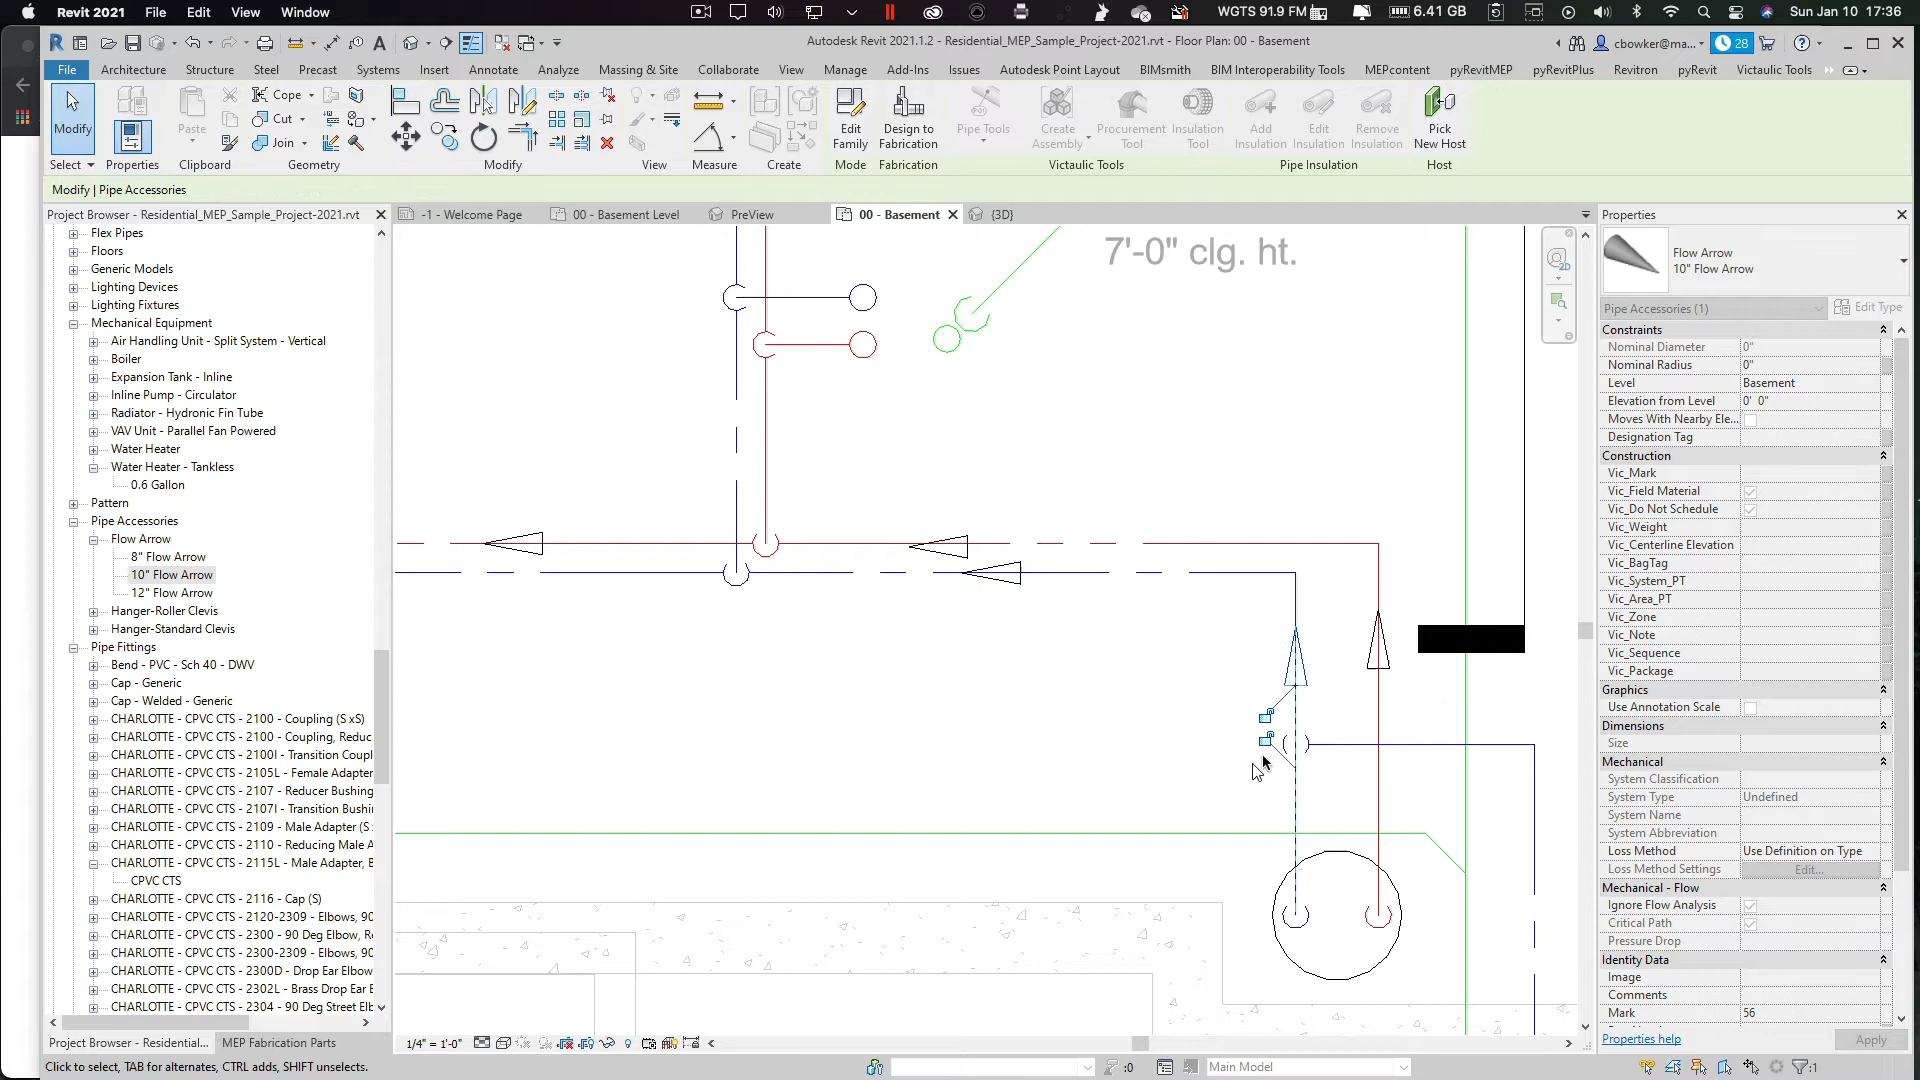 Revit 2021 File Edit View Window
WGTS 91.9 FM 6.41 GB Sun Jan 10 17:36
Autodesk Revit 2021.1.2 - Residential_MEP_Sample_Project-2021.rvt - Floor Plan: 00 - Basement
cbowker@ma... 28
File Architecture Structure Steel Precast Systems Insert Annotate Analyze Massing & Site Collaborate View Manage Add-Ins Issues Autodesk Point Layout BIMsmith BIM Interoperability Tools MEPcontent pyRevitMEP pyRevitPlus Revitron pyRevit Victaulic Tools
Modify
Select
Properties
Paste
Clipboard
Cope
Cut
Join
Geometry
Modify
View
Measure
Create
Edit Family
Mode
Design to Fabrication
Fabrication
Pipe Tools
Create Assembly
Procurement Tool
Insulation Tool
Victaulic Tools
Add Insulation
Edit Insulation
Remove Insulation
Pipe Insulation
Pick New Host
Host
Modify | Pipe Accessories
Project Browser - Residential_MEP_Sample_Project-2021.rvt
-1 - Welcome Page
00 - Basement Level
PreView
00 - Basement
{3D}
Flex Pipes
Floors
Generic Models
Lighting Devices
Lighting Fixtures
Mechanical Equipment
Air Handling Unit - Split System - Vertical
Boiler
Expansion Tank - Inline
Inline Pump - Circulator
Radiator - Hydronic Fin Tube
VAV Unit - Parallel Fan Powered
Water Heater
Water Heater - Tankless
0.6 Gallon
Pattern
Pipe Accessories
Flow Arrow
8" Flow Arrow
10" Flow Arrow
12" Flow Arrow
Hanger-Roller Clevis
Hanger-Standard Clevis
Pipe Fittings
Bend - PVC - Sch 40 - DWV
Cap - Generic
Cap - Welded - Generic
CHARLOTTE - CPVC CTS - 2100 - Coupling (S xS)
CHARLOTTE - CPVC CTS - 2100 - Coupling, Reduc
CHARLOTTE - CPVC CTS - 2100I - Transition Coupl
CHARLOTTE - CPVC CTS - 2105L - Female Adapter
CHARLOTTE - CPVC CTS - 2107 - Reducer Bushing
CHARLOTTE - CPVC CTS - 2107I - Transition Bushi
CHARLOTTE - CPVC CTS - 2109 - Male Adapter (S
CHARLOTTE - CPVC CTS - 2110 - Reducing Male A
CHARLOTTE - CPVC CTS - 2115L - Male Adapter, B
CPVC CTS
CHARLOTTE - CPVC CTS - 2116 - Cap (S)
CHARLOTTE - CPVC CTS - 2120-2309 - Elbows, 90
CHARLOTTE - CPVC CTS - 2300 - 90 Deg Elbow, Re
CHARLOTTE - CPVC CTS - 2300-2309 - Elbows, 90
CHARLOTTE - CPVC CTS - 2300D - Drop Ear Elbow
CHARLOTTE - CPVC CTS - 2302L - Brass Drop Ear E
CHARLOTTE - CPVC CTS - 2304 - 90 Deg Street Elb
Project Browser - Residential...
MEP Fabrication Parts
7'-0" clg. ht.
2D
1/4" = 1'-0"
Properties
Flow Arrow
10" Flow Arrow
Pipe Accessories (1)
Edit Type
Constraints
Nominal Diameter 0"
Nominal Radius 0"
Level Basement
Elevation from Level 0' 0"
Moves With Nearby Ele...
Designation Tag
Construction
Vic_Mark
Vic_Field Material
Vic_Do Not Schedule
Vic_Weight
Vic_Centerline Elevation
Vic_BagTag
Vic_System_PT
Vic_Area_PT
Vic_Zone
Vic_Note
Vic_Sequence
Vic_Package
Graphics
Use Annotation Scale
Dimensions
Size
Mechanical
System Classification
System Type Undefined
System Name
System Abbreviation
Loss Method Use Definition on Type
Loss Method Settings Edit...
Mechanical - Flow
Ignore Flow Analysis
Critical Path
Pressure Drop
Identity Data
Image
Comments
Mark 56
Properties help
Apply
Click to select, TAB for alternates, CTRL adds, SHIFT unselects.
:0
Main Model
:1